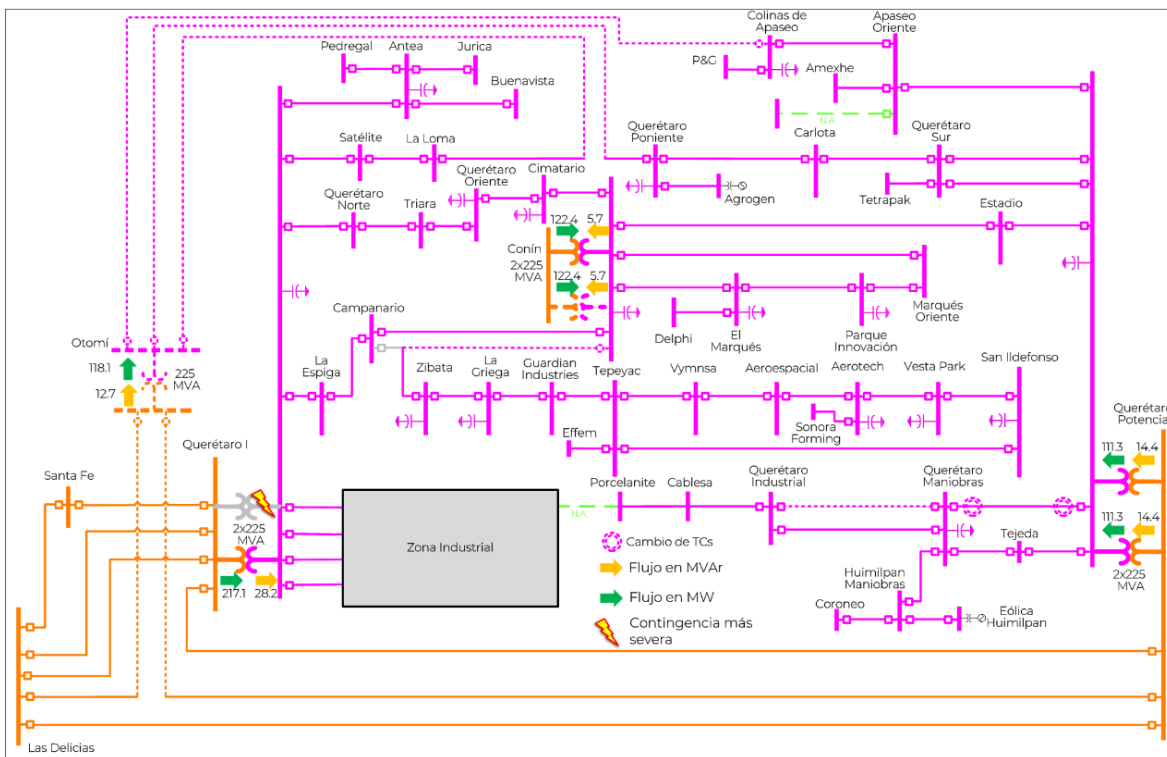 Colinas de
Apaseo
Apaseo
Oriente
Pedregal
Antea
Jurica
P&G
Amexhe
Buenavista
N.A.
Satélite
La Loma
Querétaro
Poniente
Carlota
Querétaro
Sur
Querétaro
Oriente
Cimatario
Querétaro
Norte
Triara
Agrogen
Tetrapak
Estadio
122.4
5.7
Conín
2x225
MVA
122.4
5.7
Campanario
Delphi
El
Marqués
Parque
Innovación
Marqués
Oriente
Otomí
118.1
12.7
225
MVA
La
Espiga
Zibata
La
Griega
Guardian
Industries
Tepeyac
Vymnsa
Aeroespacial
Aerotech
Vesta Park
San Ildefonso
Effem
Sonora
Forming
Querétaro
Potencia
Querétaro I
111.3
14.4
Santa Fe
Porcelanite
Cablesa
Querétaro
Industrial
Querétaro
Maniobras
2x225
MVA
N.A.
111.3
14.4
Zona Industrial
Cambio de TCs
Tejeda
Flujo en MVAr
2x225
MVA
217.1
28.2
Flujo en MW
Huimilpan
Maniobras
Coroneo
Eólica
Huimilpan
Contingencia más
severa
Las Delicias